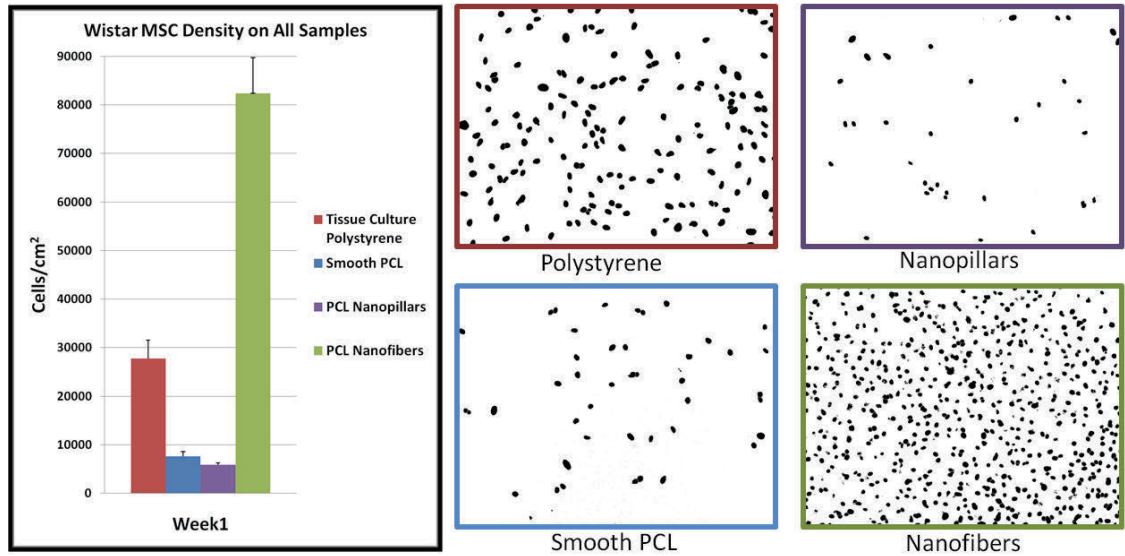 Wistar MSC Density on All Samples
90000
80000
70000
60000
50000
40000
30000
20000
10000
0
Cells/cm²
Week1
Tissue Culture
Polystyrene
Smooth PCL
PCL Nanopillars
PCL Nanofibers
Polystyrene
Nanopillars
Smooth PCL
Nanofibers